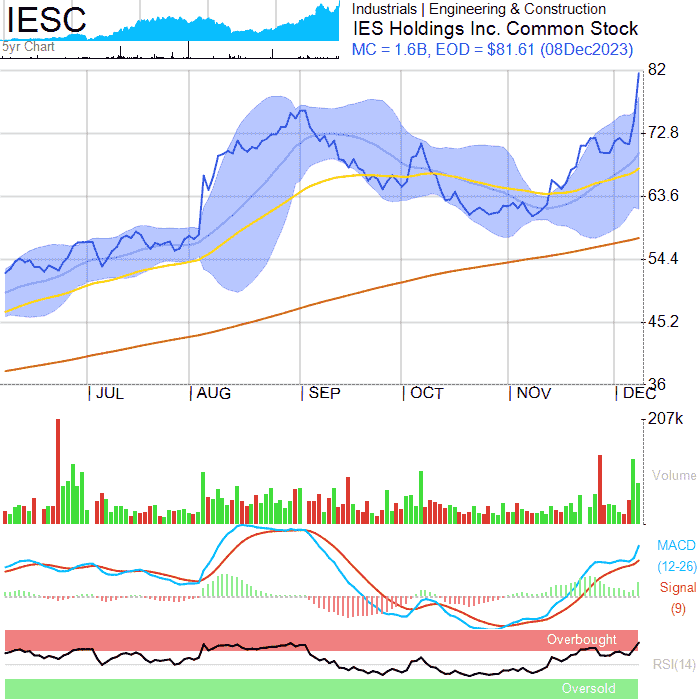 IESC
5yr Chart
Industrials | Engineering & Construction
IES Holdings Inc. Common Stock
MC = 1.6B, EOD = $81.61 (08Dec2023)
82
72.8
63.6
54.4
45.2
36
JUL AUG SEP OCT NOV DEC
207k
Volume
MACD
(12-26)
Signal
(9)
Overbought
RSI(14)
Oversold